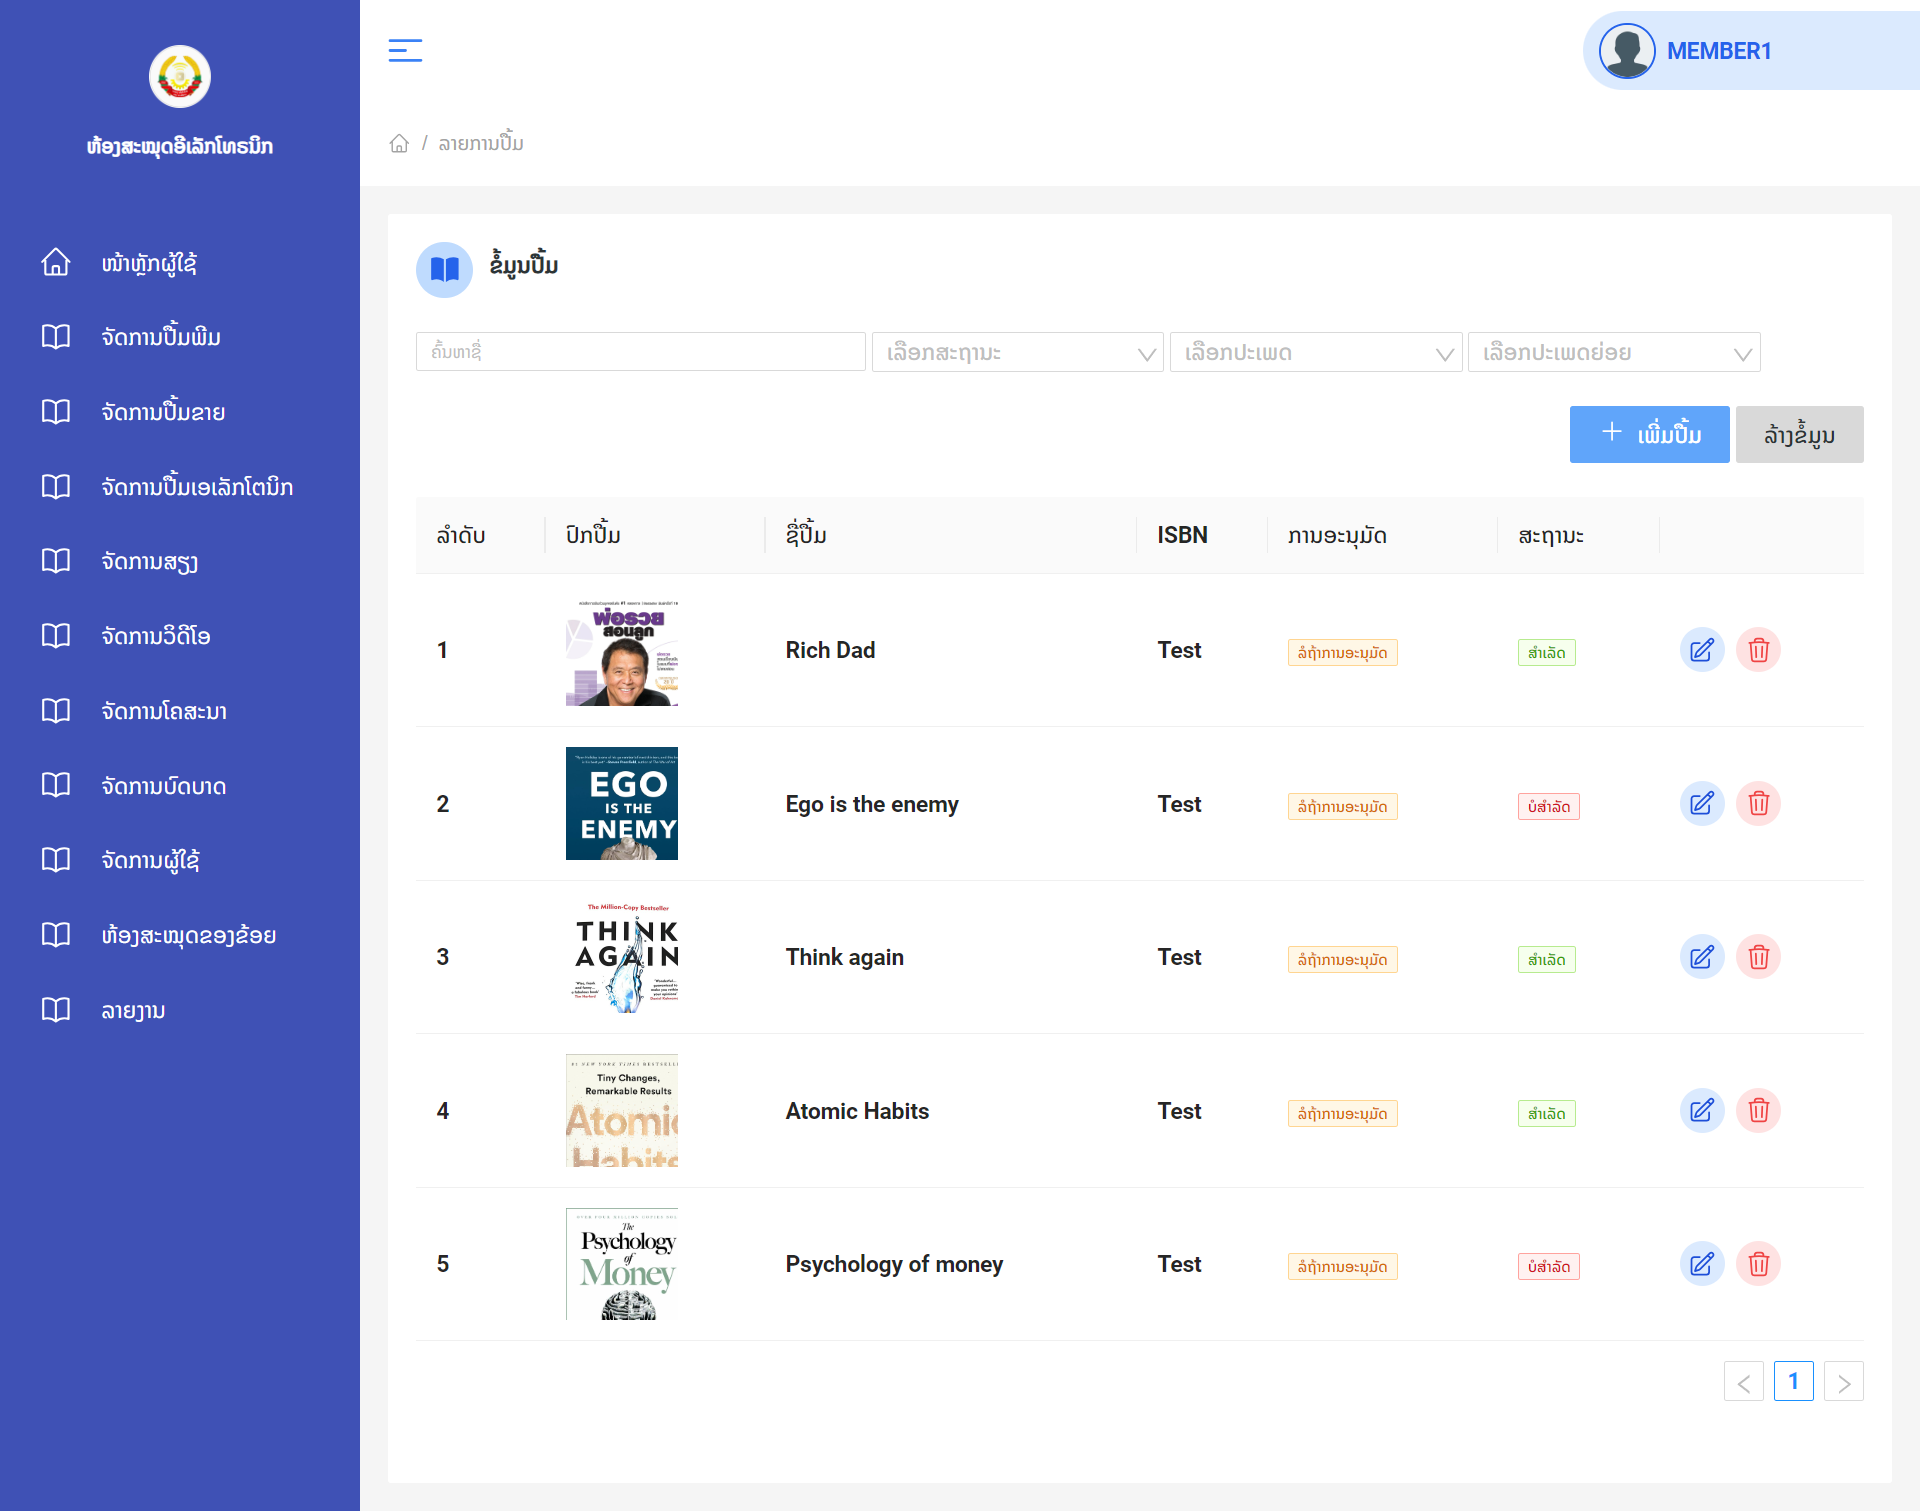 ຫ້ອງສະໝຸດອີເລັກໂທຣນິກ
ໜ້າຫຼັກຜູ້ໃຊ້
ຈັດການປຶ້ມພິມ
ຈັດການປຶ້ມຂາຍ
ຈັດການປຶ້ມເອເລັກໂຕນິກ
ຈັດການສຽງ
ຈັດການວິດີໂອ
ຈັດການໂຄສະນາ
ຈັດການບົດບາດ
ຈັດການຜູ້ໃຊ້
ຫ້ອງສະໝຸດຂອງຂ້ອຍ
ລາຍງານ
MEMBER1
/ ລາຍການປຶ້ມ
ຂໍ້ມູນປຶ້ມ
ຄົ້ນຫາຊື່ ເລືອກສະຖານະ ເລືອກປະເພດ ເລືອກປະເພດຍ່ອຍ
ເພີ່ມປຶ້ມ ລ້າງຂໍ້ມູນ
ລຳດັບ ປົກປຶ້ມ ຊື່ປຶ້ມ ISBN ການອະນຸມັດ ສະຖານະ
พ่อรวย
สอนลูก
1 Rich Dad Test ລໍຖ້າການອະນຸມັດ ສຳເລັດ
EGO
IS THE
ENEMY
2 Ego is the enemy Test ລໍຖ້າການອະນຸມັດ ບໍ່ສຳລັດ
The Million-Copy Bestseller
THINK
AGAIN
3 Think again Test ລໍຖ້າການອະນຸມັດ ສຳເລັດ
Tiny Changes,
Remarkable Results
Atomic
Habits
4 Atomic Habits Test ລໍຖ້າການອະນຸມັດ ສຳເລັດ
The
Psychology
of
Money
5 Psychology of money Test ລໍຖ້າການອະນຸມັດ ບໍ່ສຳລັດ
1